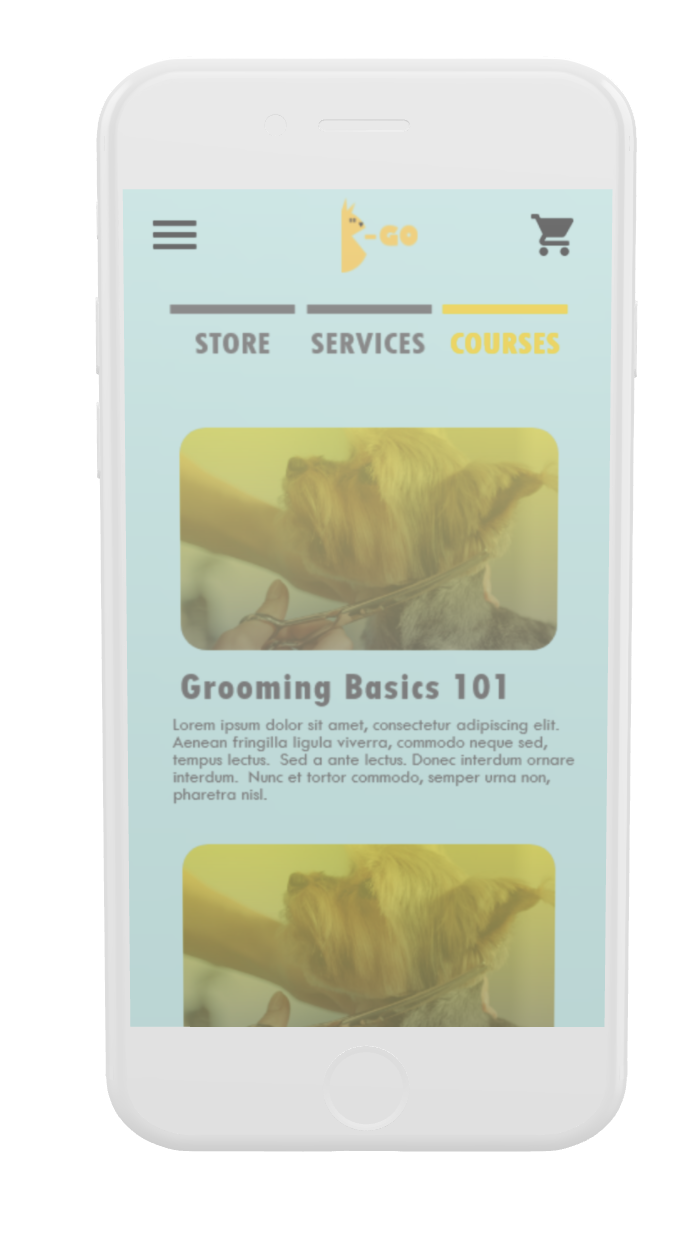 -GO
STORE SERVICES COURSES
Grooming Basics 101
Lorem ipsum dolor sit amet, consectetur adipiscing elit.
Aenean fringilla ligula viverra, commodo neque sed,
tempus lectus.  Sed a ante lectus. Donec interdum ornare
interdum.  Nunc et tortor commodo, semper urna non,
pharetra nisl.